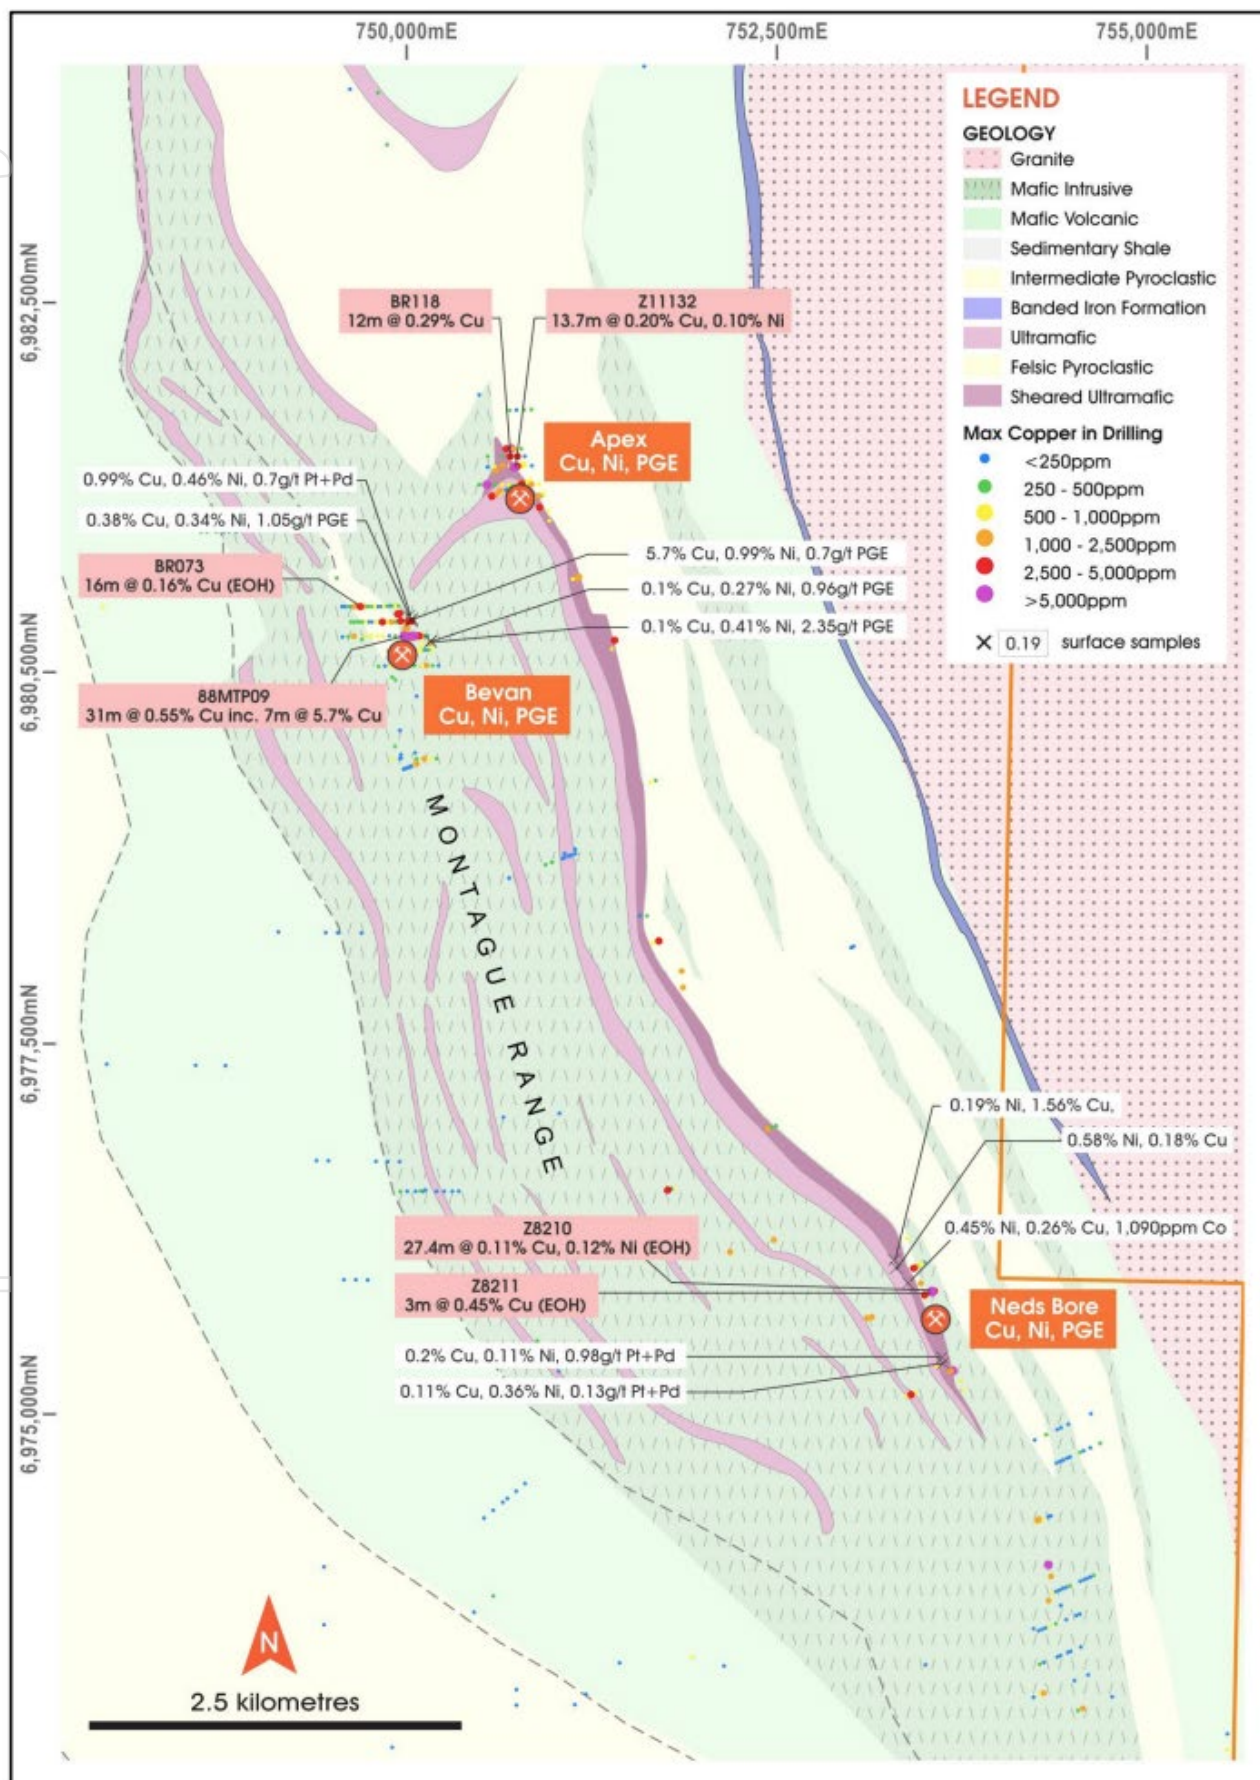 750,000mE
752,500mE
755,000mE
6,982,500mN
6,980,500mN
6,977,500mN
6,975,000mN
LEGEND
GEOLOGY
Granite
Mafic Intrusive
Mafic Volcanic
Sedimentary Shale
Intermediate Pyroclastic
Banded Iron Formation
Ultramafic
Felsic Pyroclastic
Sheared Ultramafic
Max Copper in Drilling
<250ppm
250 - 500ppm
500 - 1,000ppm
1,000 - 2,500ppm
2,500 - 5,000ppm
>5,000ppm
0.19 surface samples
BR118
12m @ 0.29% Cu
Z11132
13.7m @ 0.20% Cu, 0.10% Ni
Apex
Cu, Ni, PGE
0.99% Cu, 0.46% Ni, 0.7g/t Pt+Pd
0.38% Cu, 0.34% Ni, 1.05g/t PGE
BR073
16m @ 0.16% Cu (EOH)
5.7% Cu, 0.99% Ni, 0.7g/t PGE
0.1% Cu, 0.27% Ni, 0.96g/t PGE
0.1% Cu, 0.41% Ni, 2.35g/t PGE
88MTP09
31m @ 0.55% Cu inc. 7m @ 5.7% Cu
Bevan
Cu, Ni, PGE
MONTAGUE RANGE
0.19% Ni, 1.56% Cu,
0.58% Ni, 0.18% Cu
0.45% Ni, 0.26% Cu, 1,090ppm Co
Z8210
27.4m @ 0.11% Cu, 0.12% Ni (EOH)
Z8211
3m @ 0.45% Cu (EOH)
Neds Bore
Cu, Ni, PGE
0.2% Cu, 0.11% Ni, 0.98g/t Pt+Pd
0.11% Cu, 0.36% Ni, 0.13g/t Pt+Pd
N
2.5 kilometres